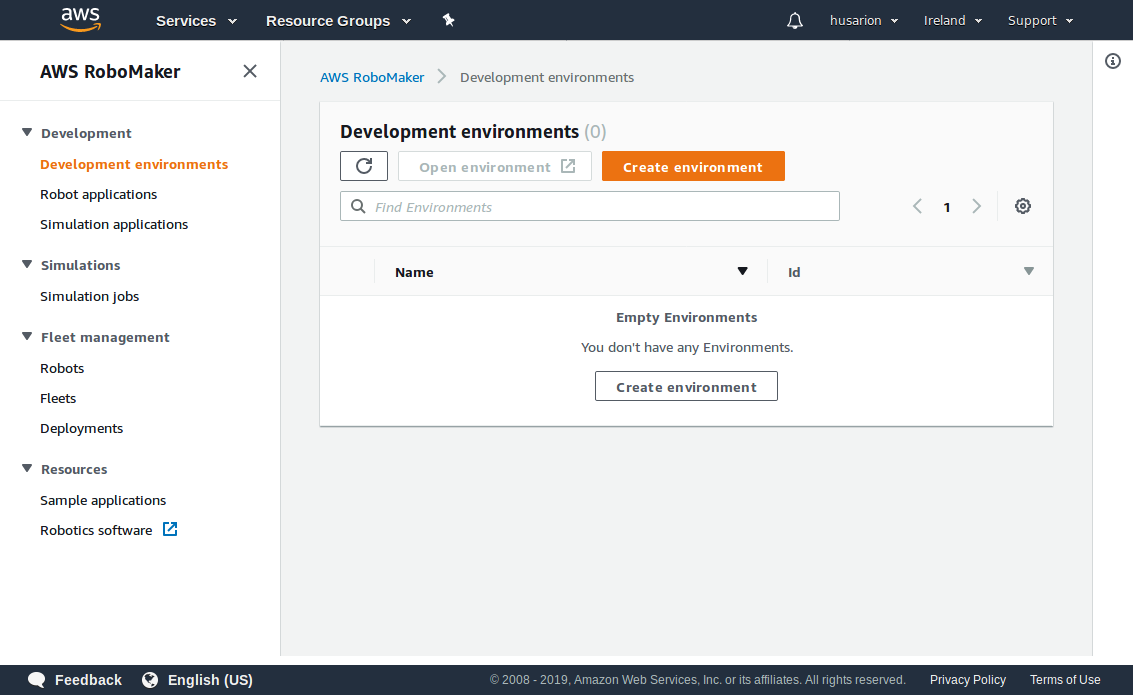 aws Services Resource Groups husarion Ireland Support
AWS RoboMaker
Development
Development environments
Robot applications
Simulation applications
Simulations
Simulation jobs
Fleet management
Robots
Fleets
Deployments
Resources
Sample applications
Robotics software
AWS RoboMaker Development environments
Development environments (0)
Open environment Create environment
Find Environments 1
Name Id
Empty Environments
You don't have any Environments.
Create environment
Feedback English (US) © 2008 - 2019, Amazon Web Services, Inc. or its affiliates. All rights reserved. Privacy Policy Terms of Use